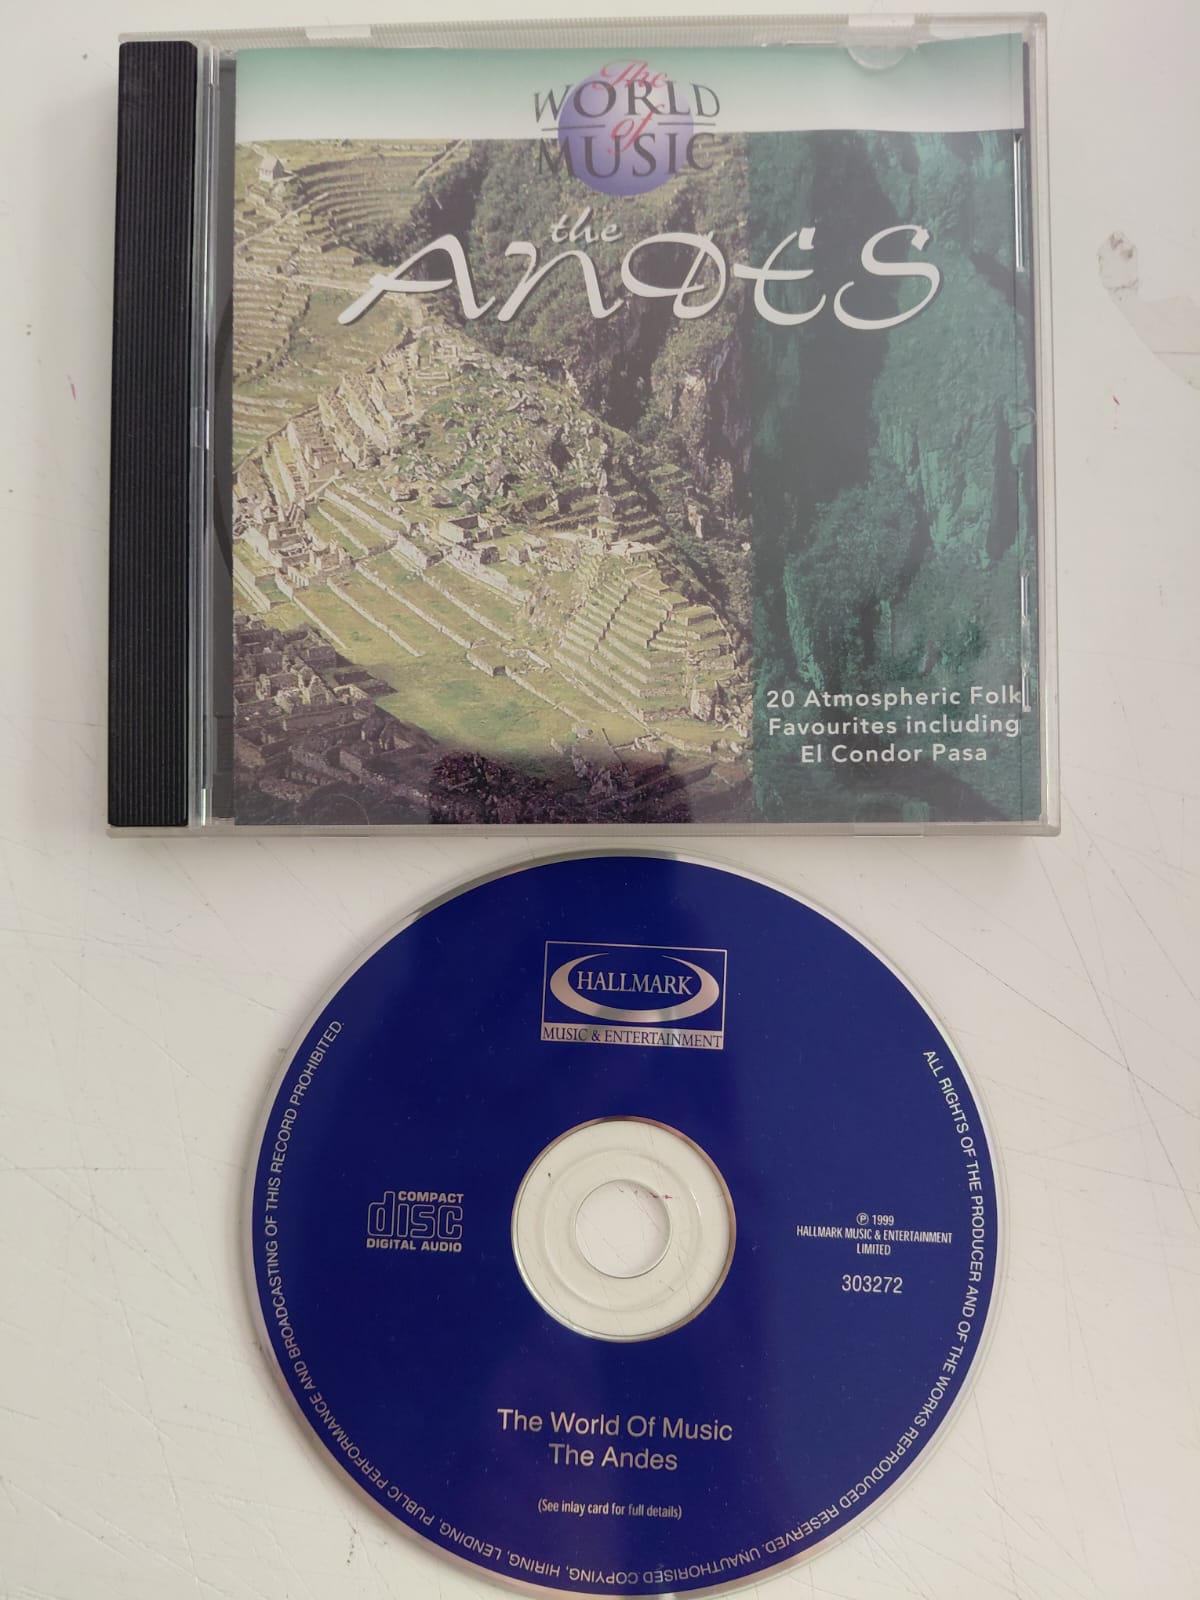 The
WORLD
of
MUSIC
the
ANDES
20 Atmospheric Folk
Favourites including
El Condor Pasa
HALLMARK
MUSIC & ENTERTAINMENT
COMPACT
disc
DIGITAL AUDIO
℗ 1999
HALLMARK MUSIC & ENTERTAINMENT
LIMITED
303272
The World Of Music
The Andes
(See inlay card for full details)
ALL RIGHTS OF THE PRODUCER AND OF THE WORKS REPRODUCED RESERVED. UNAUTHORISED COPYING, HIRING, LENDING, PUBLIC PERFORMANCE AND BROADCASTING OF THIS RECORD PROHIBITED.